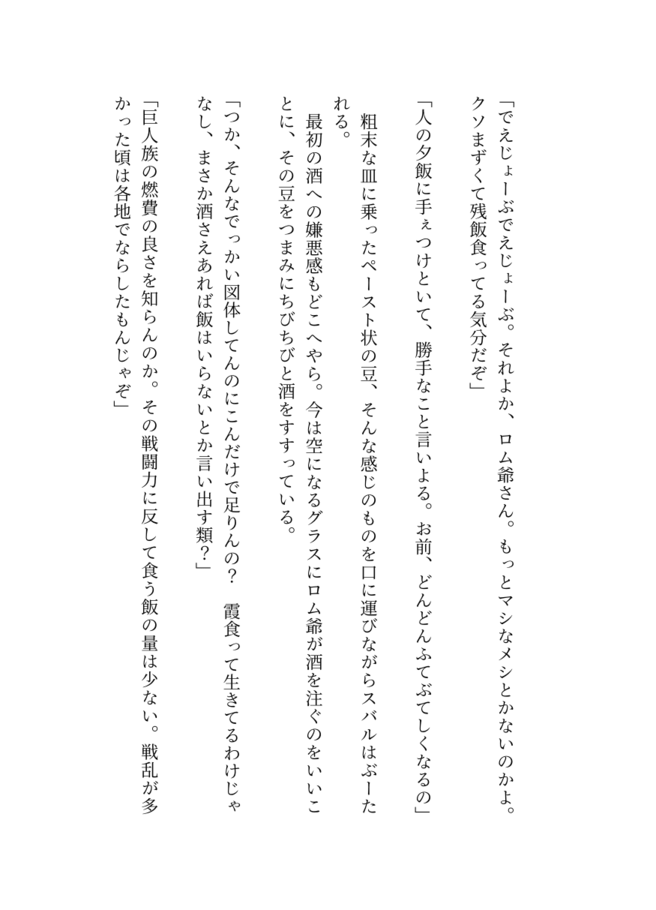 「でえじょーぶでえじょーぶ。それよか、ロム爺さん。もっとマシなメシとかないのかよ。
クソまずくて残飯食ってる気分だぞ」
「人の夕飯に手ぇつけといて、勝手なこと言いよる。お前、どんどんふてぶてしくなるの」
粗末な皿に乗ったペースト状の豆、そんな感じのものを口に運びながらスバルはぶーた
れる。
最初の酒への嫌悪感もどこへやら。今は空になるグラスにロム爺が酒を注ぐのをいいこ
とに、その豆をつまみにちびちびと酒をすすっている。
「つか、そんなでっかい図体してんのにこんだけで足りんの？　霞食って生きてるわけじゃ
なし、まさか酒さえあれば飯はいらないとか言い出す類？」
「巨人族の燃費の良さを知らんのか。その戦闘力に反して食う飯の量は少ない。戦乱が多
かった頃は各地でならしたもんじゃぞ」